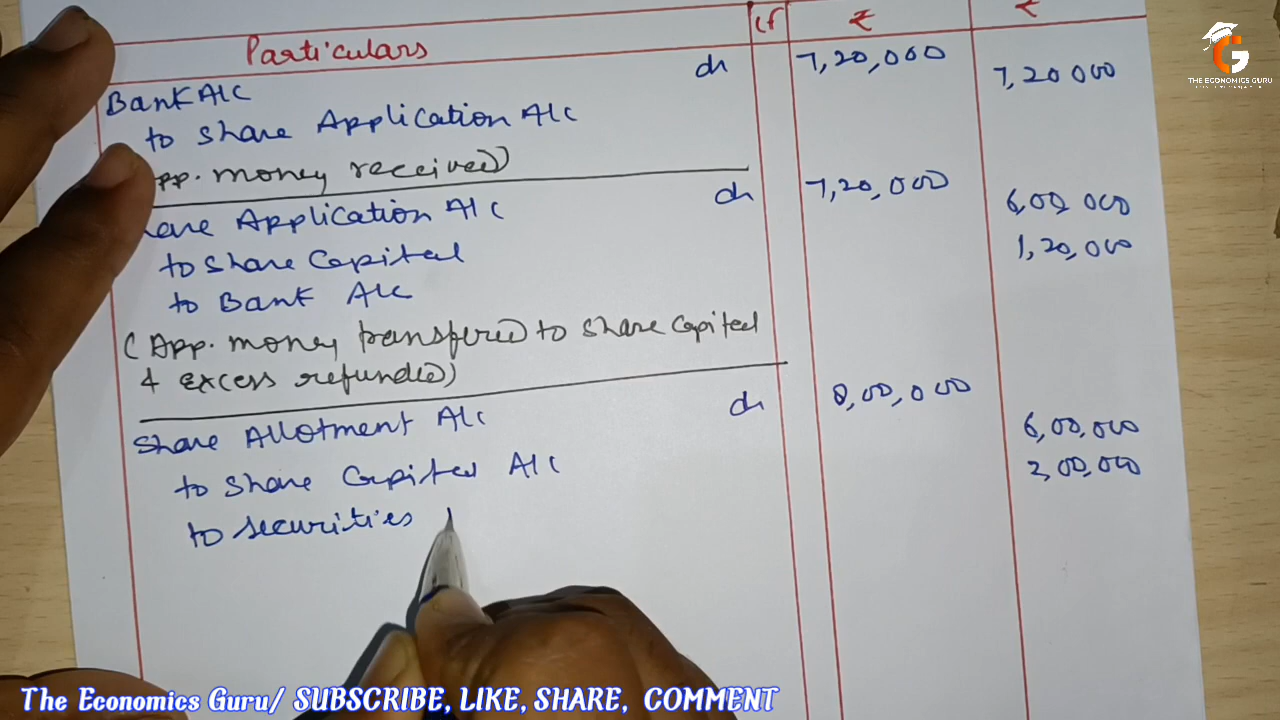 Particulars lf ₹ ₹
Bank A/c dr 7,20,000
to Share Application A/c 7,20 000
pp. money received)
are Application A/c dr 7,20,000
to Share Capital 6,00,000
to Bank A/c 1,20,000
(App. money transferred to share capital
& excess refunded)
Share Allotment A/c dr 8,00,000
to Share Capital A/c 6,00,000
to securities 2,00,000
THE ECONOMICS GURU
The Economics Guru/ SUBSCRIBE, LIKE, SHARE, COMMENT